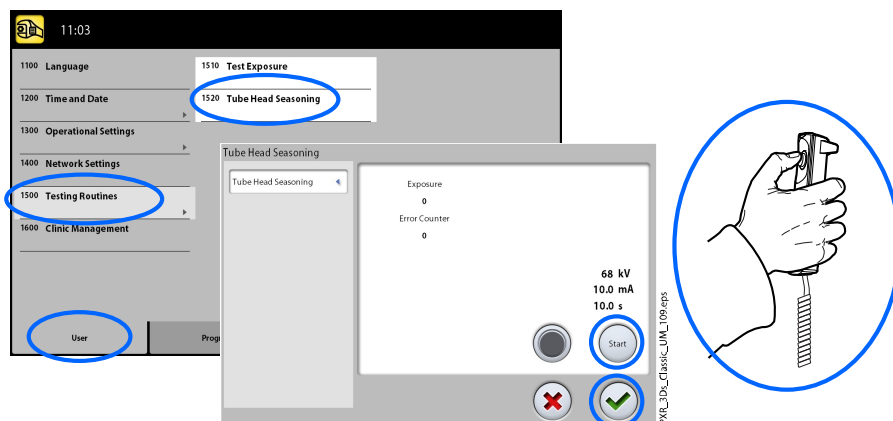 11:03
1100 Language
1200 Time and Date
1300 Operational Settings
1400 Network Settings
1500 Testing Routines
1600 Clinic Management
1510 Test Exposure
1520 Tube Head Seasoning
User
Tube Head Seasoning
Tube Head Seasoning
Exposure
0
Error Counter
0
68 kV
10.0 mA
10.0 s
Start
PXR_3Ds_Classic_UM_109.eps